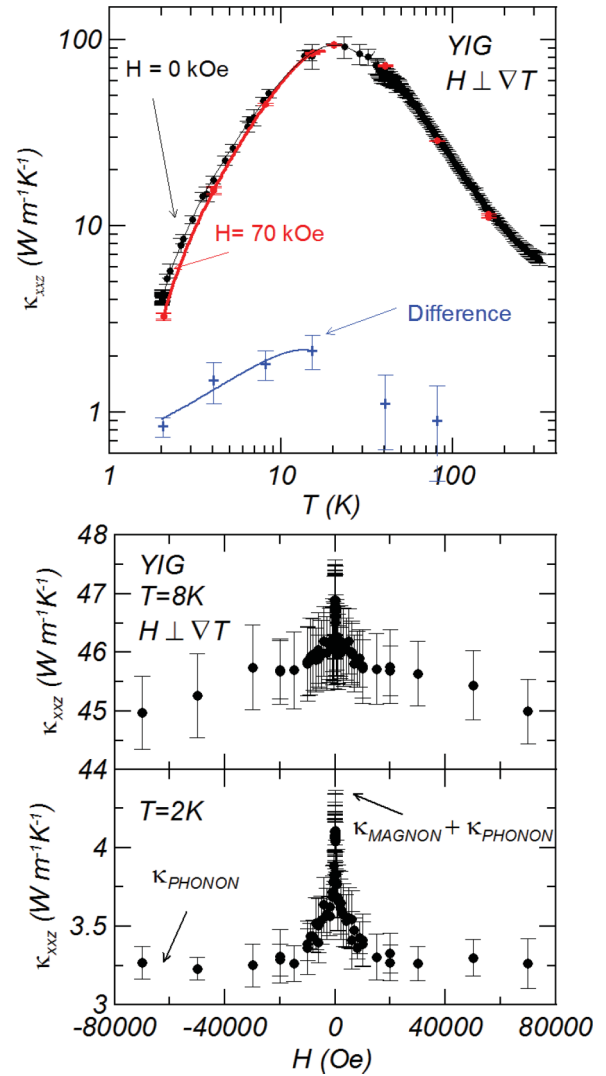 100
10
1
κxxz (W m-1K-1)
YIG
H ⊥ ∇T
H = 0 kOe
H= 70 kOe
Difference
1 10 100
T (K)
48
47
46
45
44
κxxz (W m-1K-1)
YIG
T=8K
H ⊥ ∇T
4
3.5
3
κxxz (W m-1K-1)
T=2K
κMAGNON + κPHONON
κPHONON
-80000 -40000 0 40000 80000
H (Oe)